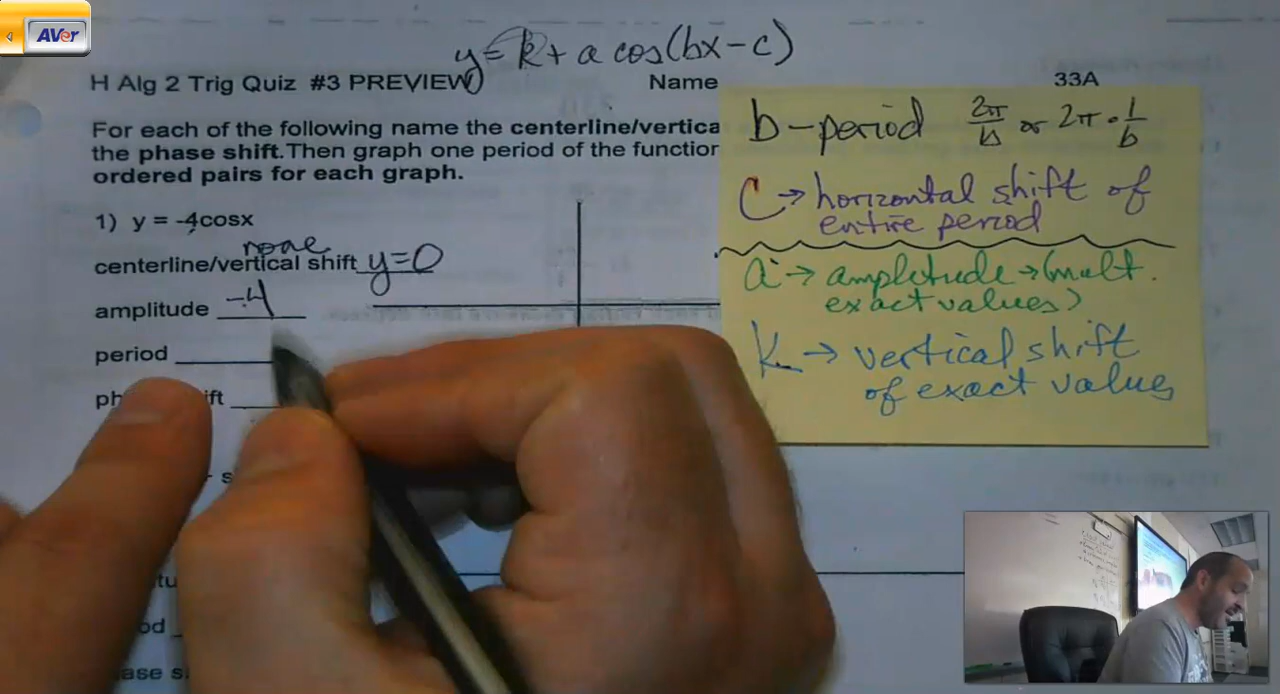 AVer
y = k + a cos(bx - c)
H Alg 2 Trig Quiz #3 PREVIEW
Name
33A
For each of the following name the centerline/vertica
the phase shift. Then graph one period of the function
ordered pairs for each graph.
1) y = -4cosx
none
centerline/vertical shift y=0
amplitude -4
period
ph ift
b - period 2π/b or 2π · 1/b
C → horizontal shift of
entire period
a → ampletude → (mult.
exact values)
K → vertical shift
of exact values